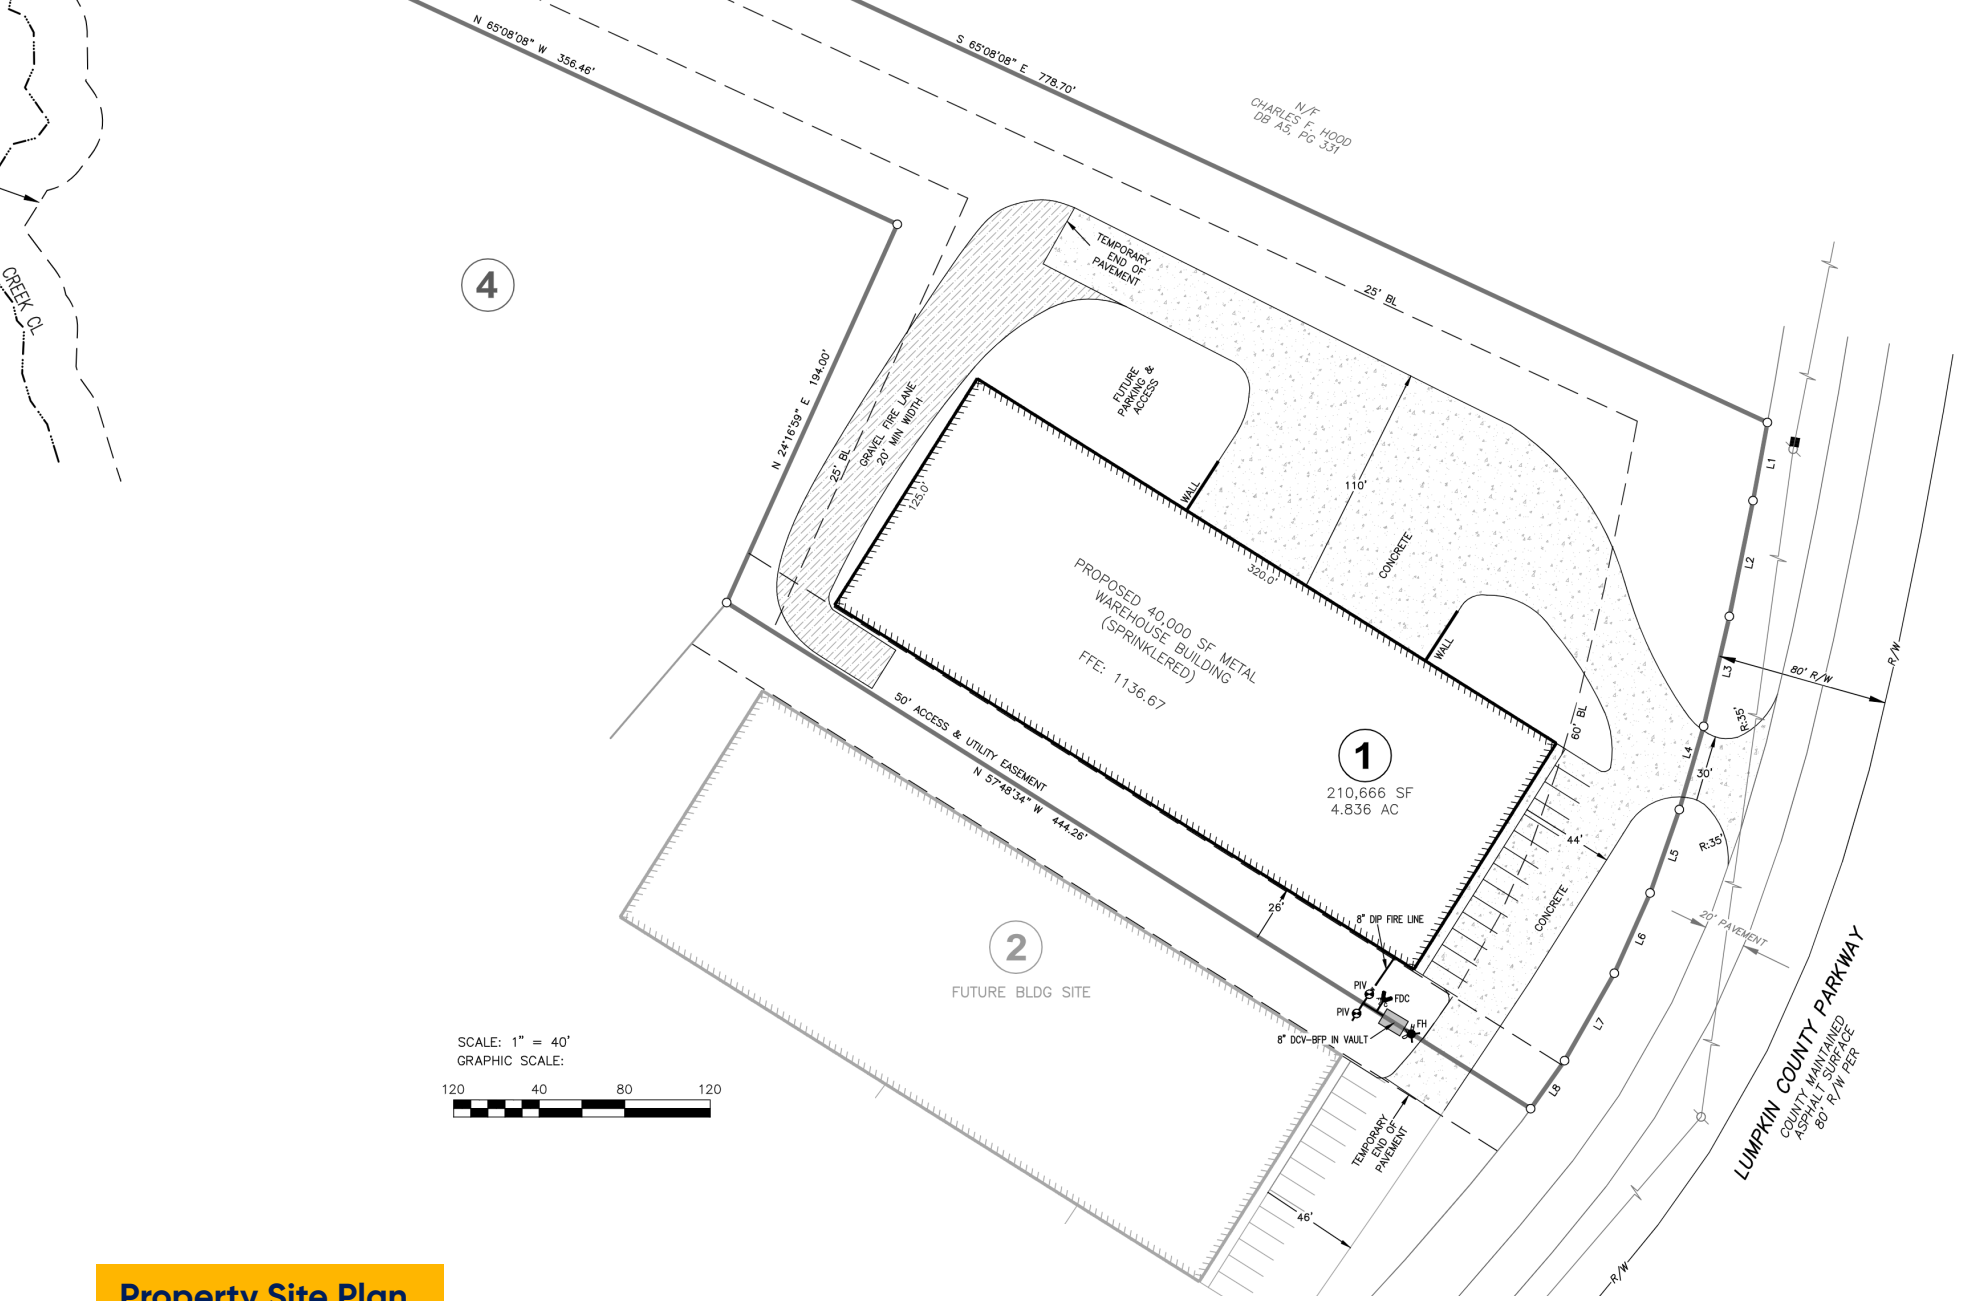 N 65°08'08" W 356.46'
S 65°08'08" E 778.70'
N/F
CHARLES F. HOOD
DB A5, PG 331
CREEK CL
4
TEMPORARY
END OF
PAVEMENT
25' BL
N 24°16'59" E 194.00'
25' BL
GRAVEL FIRE LANE
20' MIN WIDTH
FUTURE
PARKING &
ACCESS
125.0'
WALL
110'
CONCRETE
320.0'
PROPOSED 40,000 SF METAL
WAREHOUSE BUILDING
(SPRINKLERED)
FFE: 1136.67
WALL
L1
L2
L3
80' R/W
R/W
R:35'
60' BL
L4
30'
1
210,666 SF
4.836 AC
50' ACCESS & UTILITY EASEMENT
N 57°48'34" W 444.26'
44'
R:35'
L5
CONCRETE
26'
8" DIP FIRE LINE
20' PAVEMENT
L6
2
FUTURE BLDG SITE
PIV
FDC
PIV
FH
8" DCV-BFP IN VAULT
L7
L8
LUMPKIN COUNTY PARKWAY
COUNTY MAINTAINED
ASPHALT SURFACE
80' R/W PER
SCALE: 1" = 40'
GRAPHIC SCALE:
120 40 80 120
TEMPORARY
END OF
PAVEMENT
46'
R/W
Property Site Plan